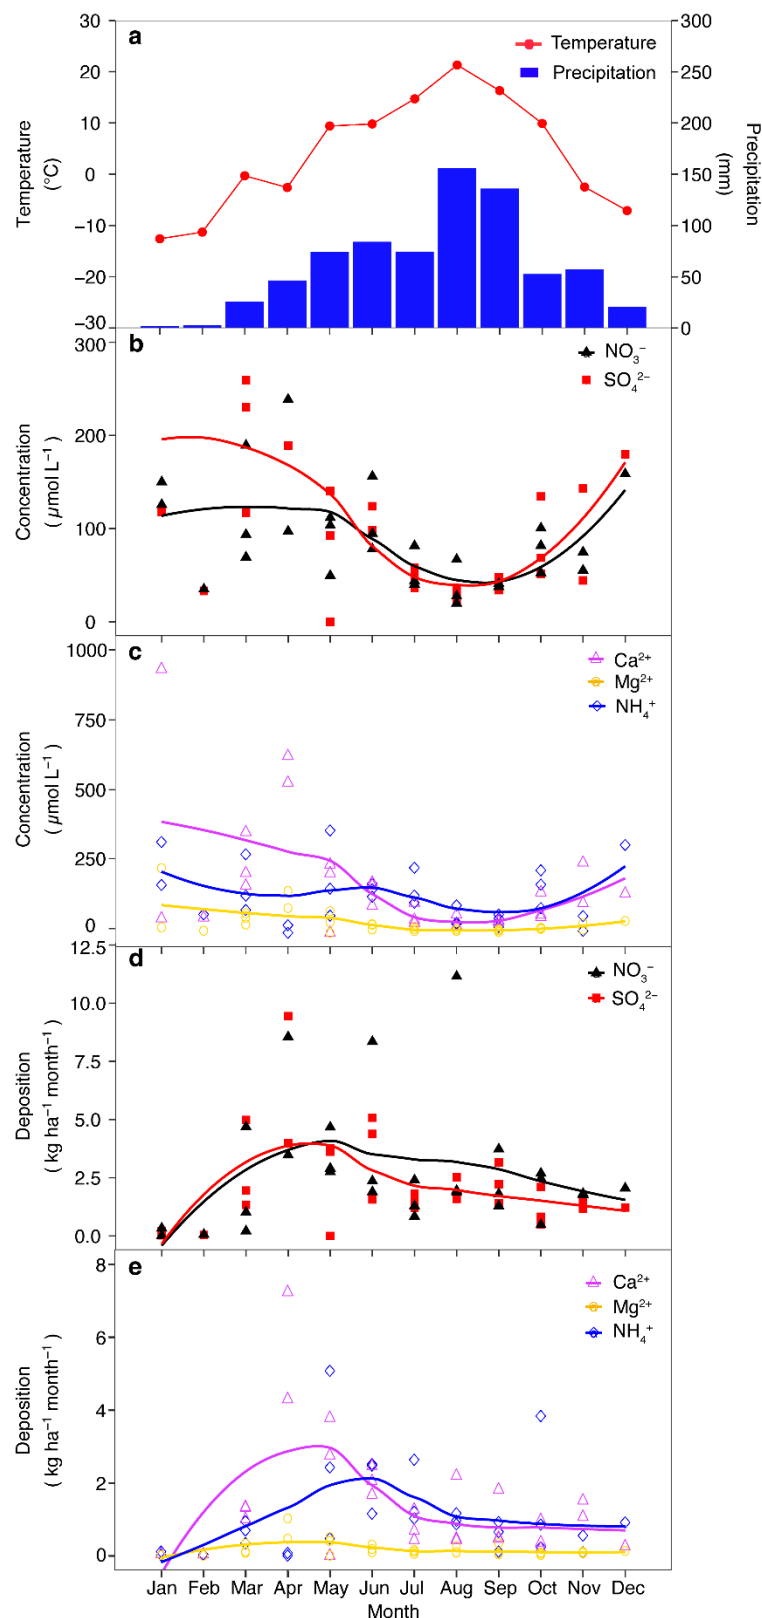 a
Temperature
Precipitation
30
20
10
0
−10
−20
−30
Temperature
(°C)
300
250
200
150
100
50
0
Precipitation
(mm)
b
NO₃⁻
SO₄²⁻
300
200
100
0
Concentration
( μmol L⁻¹ )
c
Ca²⁺
Mg²⁺
NH₄⁺
1000
750
500
250
0
Concentration
( μmol L⁻¹ )
d
NO₃⁻
SO₄²⁻
12.5
10.0
7.5
5.0
2.5
0.0
Deposition
( kg ha⁻¹ month⁻¹ )
e
Ca²⁺
Mg²⁺
NH₄⁺
8
6
4
2
0
Deposition
( kg ha⁻¹ month⁻¹ )
Jan Feb Mar Apr May Jun Jul Aug Sep Oct Nov Dec
Month